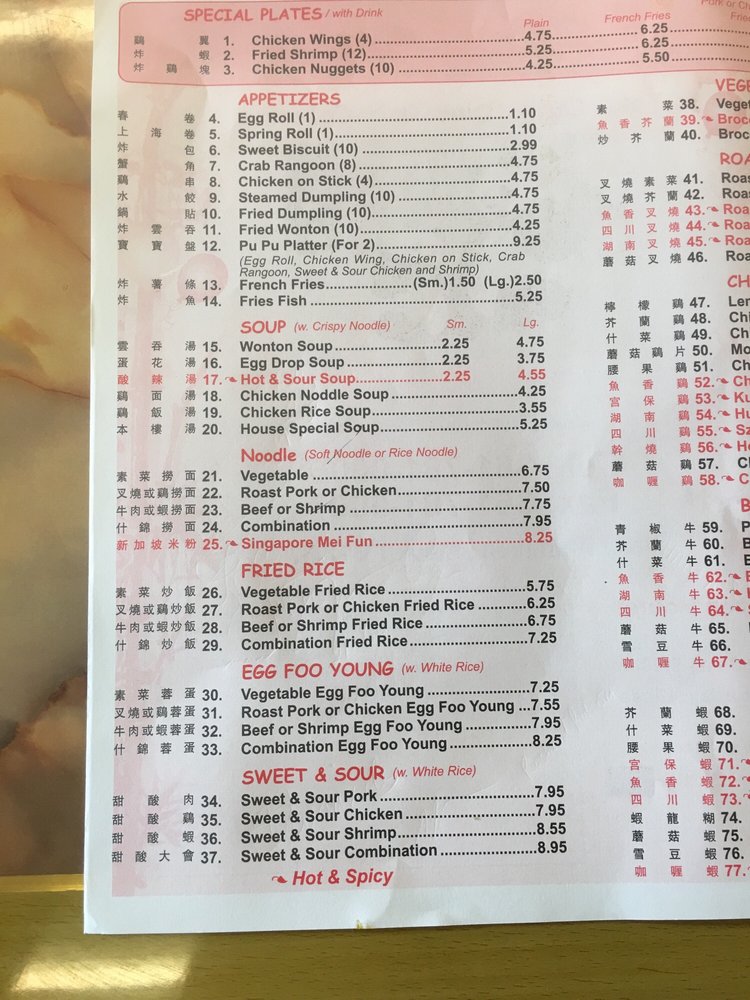 SPECIAL PLATES / with Drink
Plain French Fries
鷄 翼 1. Chicken Wings (4) 4.75 6.25
炸 蝦 2. Fried Shrimp (12) 5.25 6.25
炸 鷄 塊 3. Chicken Nuggets (10) 4.25 5.50
APPETIZERS
春 卷 4. Egg Roll (1) 1.10
上 海 卷 5. Spring Roll (1) 1.10
炸 包 6. Sweet Biscuit (10) 2.99
蟹 角 7. Crab Rangoon (8) 4.75
鷄 串 8. Chicken on Stick (4) 4.75
水 餃 9. Steamed Dumpling (10) 4.75
鍋 貼 10. Fried Dumpling (10) 4.75
炸 雲 吞 11. Fried Wonton (10) 4.25
寶 寶 盤 12. Pu Pu Platter (For 2) 9.25
(Egg Roll, Chicken Wing, Chicken on Stick, Crab
Rangoon, Sweet & Sour Chicken and Shrimp)
炸 薯 條 13. French Fries (Sm.) 1.50 (Lg.) 2.50
炸 魚 14. Fries Fish 5.25
SOUP (w. Crispy Noodle) Sm. Lg.
雲 吞 湯 15. Wonton Soup 2.25 4.75
蛋 花 湯 16. Egg Drop Soup 2.25 3.75
酸 辣 湯 17. Hot & Sour Soup 2.25 4.55
鷄 面 湯 18. Chicken Noddle Soup 4.25
鷄 飯 湯 19. Chicken Rice Soup 3.55
本 樓 湯 20. House Special Soup 5.25
Noodle (Soft Noodle or Rice Noodle)
素 菜 撈 面 21. Vegetable 6.75
叉燒或鷄撈面 22. Roast Pork or Chicken 7.50
牛肉或蝦撈面 23. Beef or Shrimp 7.75
什 錦 撈 面 24. Combination 7.95
新加坡米粉 25. Singapore Mei Fun 8.25
FRIED RICE
素 菜 炒 飯 26. Vegetable Fried Rice 5.75
叉燒或鷄炒飯 27. Roast Pork or Chicken Fried Rice 6.25
牛肉或蝦炒飯 28. Beef or Shrimp Fried Rice 6.75
什 錦 炒 飯 29. Combination Fried Rice 7.25
EGG FOO YOUNG (w. White Rice)
素 菜 蓉 蛋 30. Vegetable Egg Foo Young 7.25
叉燒或鷄蓉蛋 31. Roast Pork or Chicken Egg Foo Young 7.55
牛肉或蝦蓉蛋 32. Beef or Shrimp Egg Foo Young 7.95
什 錦 蓉 蛋 33. Combination Egg Foo Young 8.25
SWEET & SOUR (w. White Rice)
甜 酸 肉 34. Sweet & Sour Pork 7.95
甜 酸 鷄 35. Sweet & Sour Chicken 7.95
甜 酸 蝦 36. Sweet & Sour Shrimp 8.55
甜 酸 大 會 37. Sweet & Sour Combination 8.95
Hot & Spicy
素 菜 38.
魚 香 芥 蘭 39.
炒 芥 蘭 40.
叉 燒 素 菜 41.
叉 燒 芥 蘭 42.
魚 香 叉 燒 43.
四 川 叉 燒 44.
湖 南 叉 燒 45.
蘑 菇 叉 燒 46.
檸 檬 鷄 47.
芥 蘭 鷄 48.
什 菜 鷄 49.
蘑 菇 鷄 片 50.
腰 果 鷄 51.
魚 香 鷄 52.
宮 保 鷄 53.
湖 南 鷄 54.
四 川 鷄 55.
幹 燒 鷄 56.
蘑 菇 鷄 57.
咖 喱 鷄 58.
青 椒 牛 59.
芥 蘭 牛 60.
什 菜 牛 61.
魚 香 牛 62.
湖 南 牛 63.
四 川 牛 64.
蘑 菇 牛 65.
雪 豆 牛 66.
咖 喱 牛 67.
芥 蘭 蝦 68.
什 菜 蝦 69.
腰 果 蝦 70.
宮 保 蝦 71.
魚 香 蝦 72.
四 川 蝦 73.
蝦 龍 糊 74.
蘑 菇 蝦 75.
雪 豆 蝦 76.
咖 喱 蝦 77.